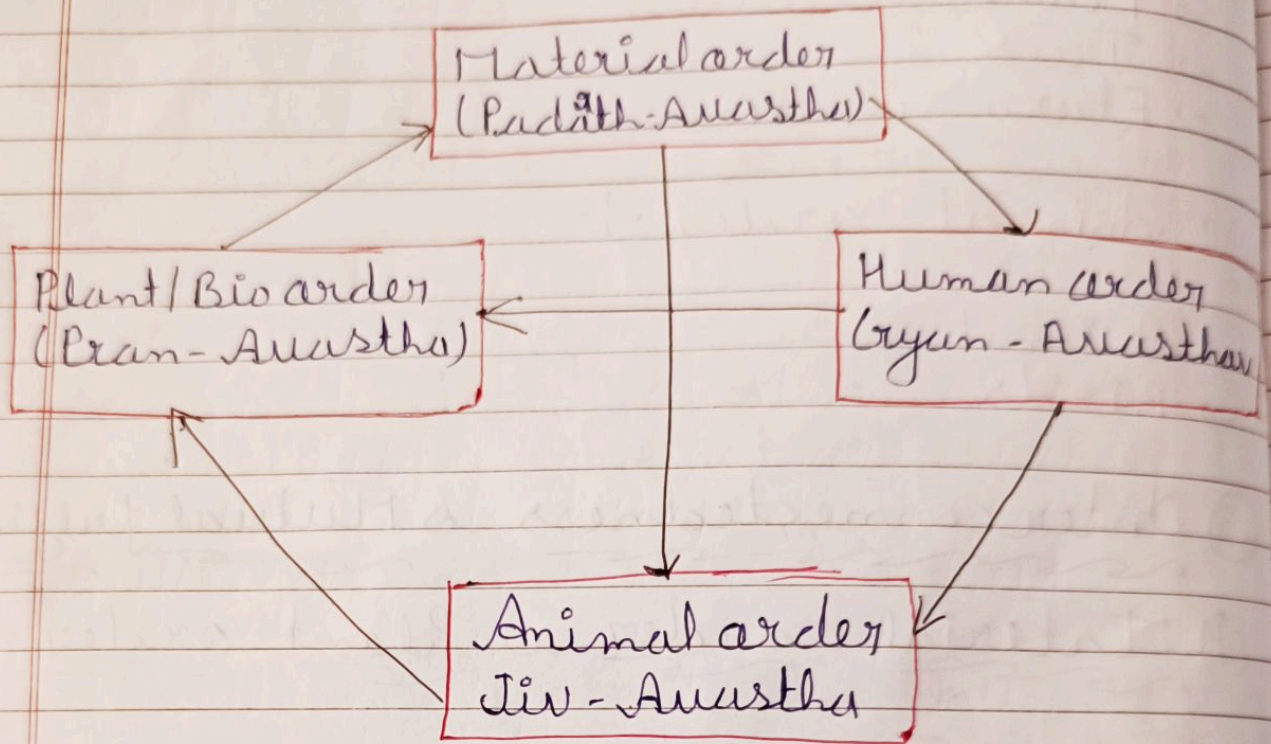 Material order
(Padārth-Avastha)
Plant/Bio order
(Pran-Avastha)
Human order
Gyan-Avastha
Animal order
Jiv-Avastha